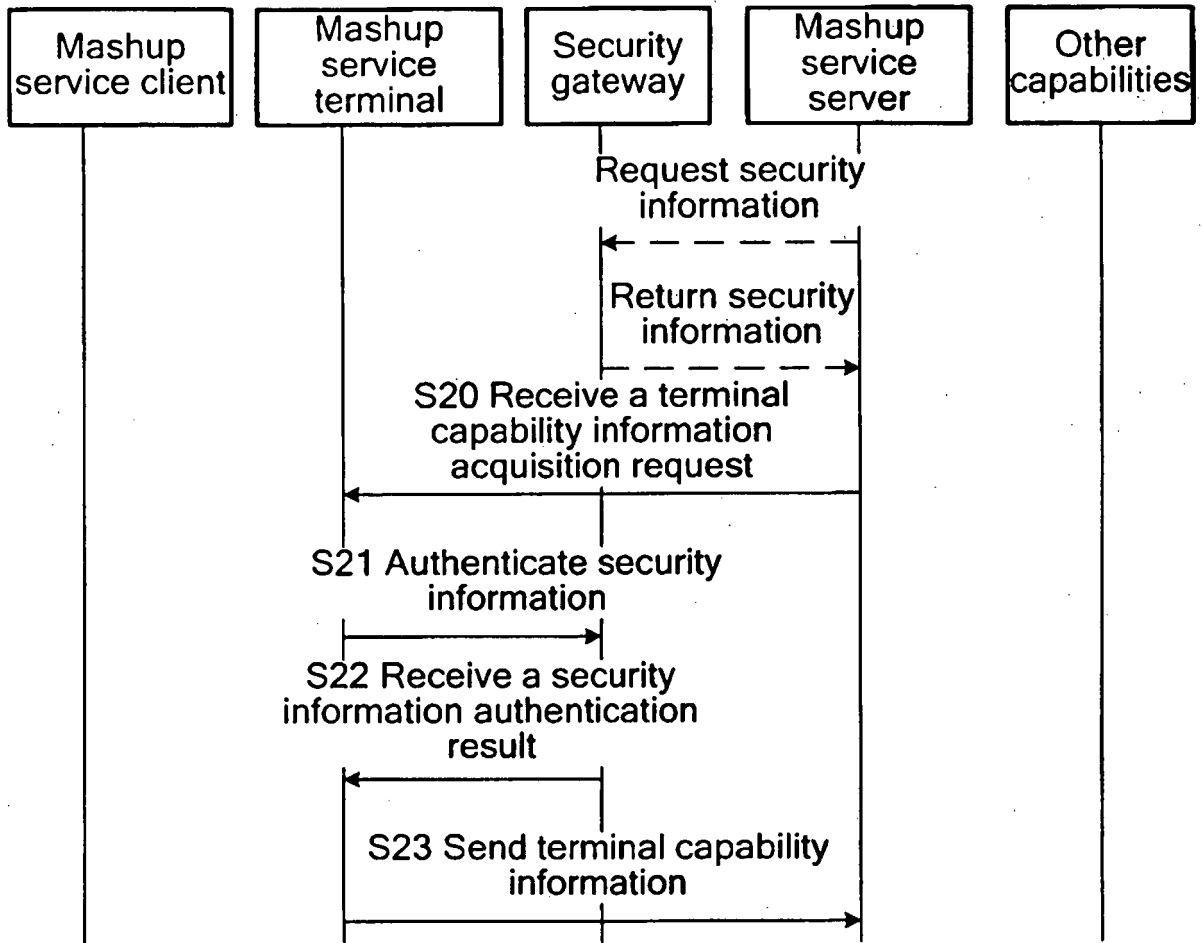 Mashup
service client
Mashup
service
terminal
Security
gateway
Mashup
service
server
Other
capabilities
Request security
information
Return security
information
S20 Receive a terminal
capability information
acquisition request
S21 Authenticate security
information
S22 Receive a security
information authentication
result
S23 Send terminal capability
information